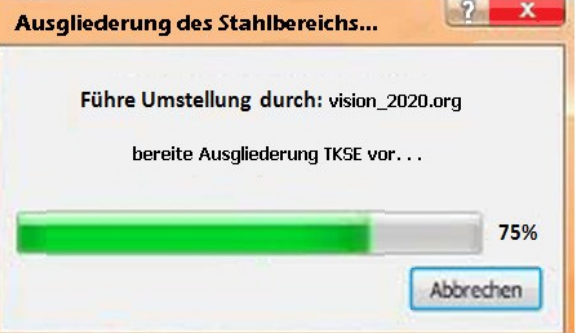 Ausgliederung des Stahlbereichs...
? X
Führe Umstellung durch: vision_2020.org
bereite Ausgliederung TKSE vor...
75%
Abbrechen